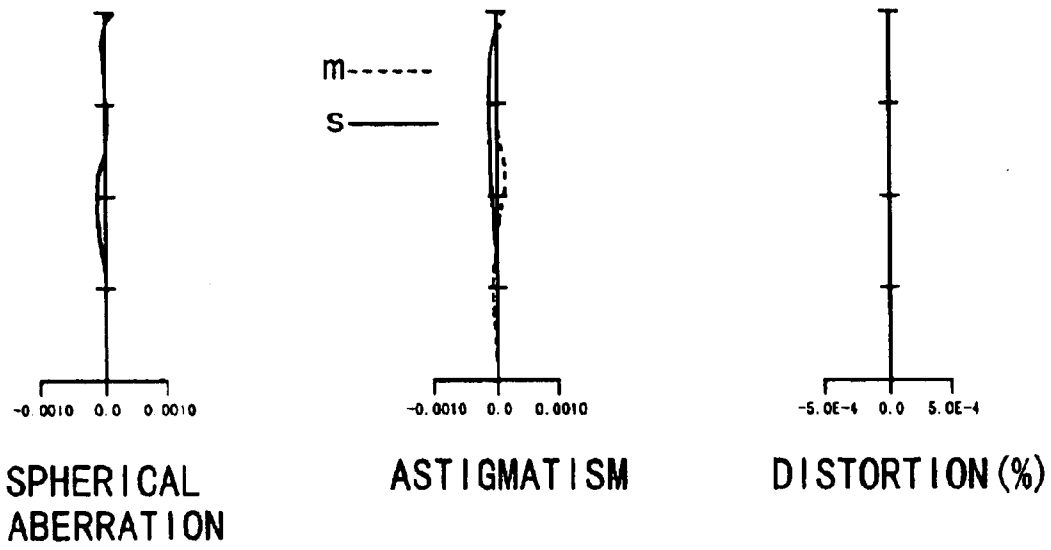 m
s
-0.0010 0.0 0.0010
-0.0010 0.0 0.0010
-5.0E-4 0.0 5.0E-4
SPHERICAL
ABERRATION
ASTIGMATISM
DISTORTION (%)